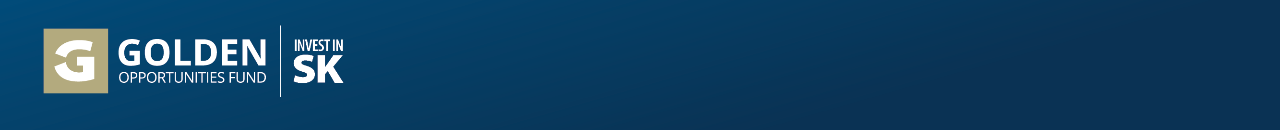 GOLDEN
OPPORTUNITIES FUND
INVEST IN
SK